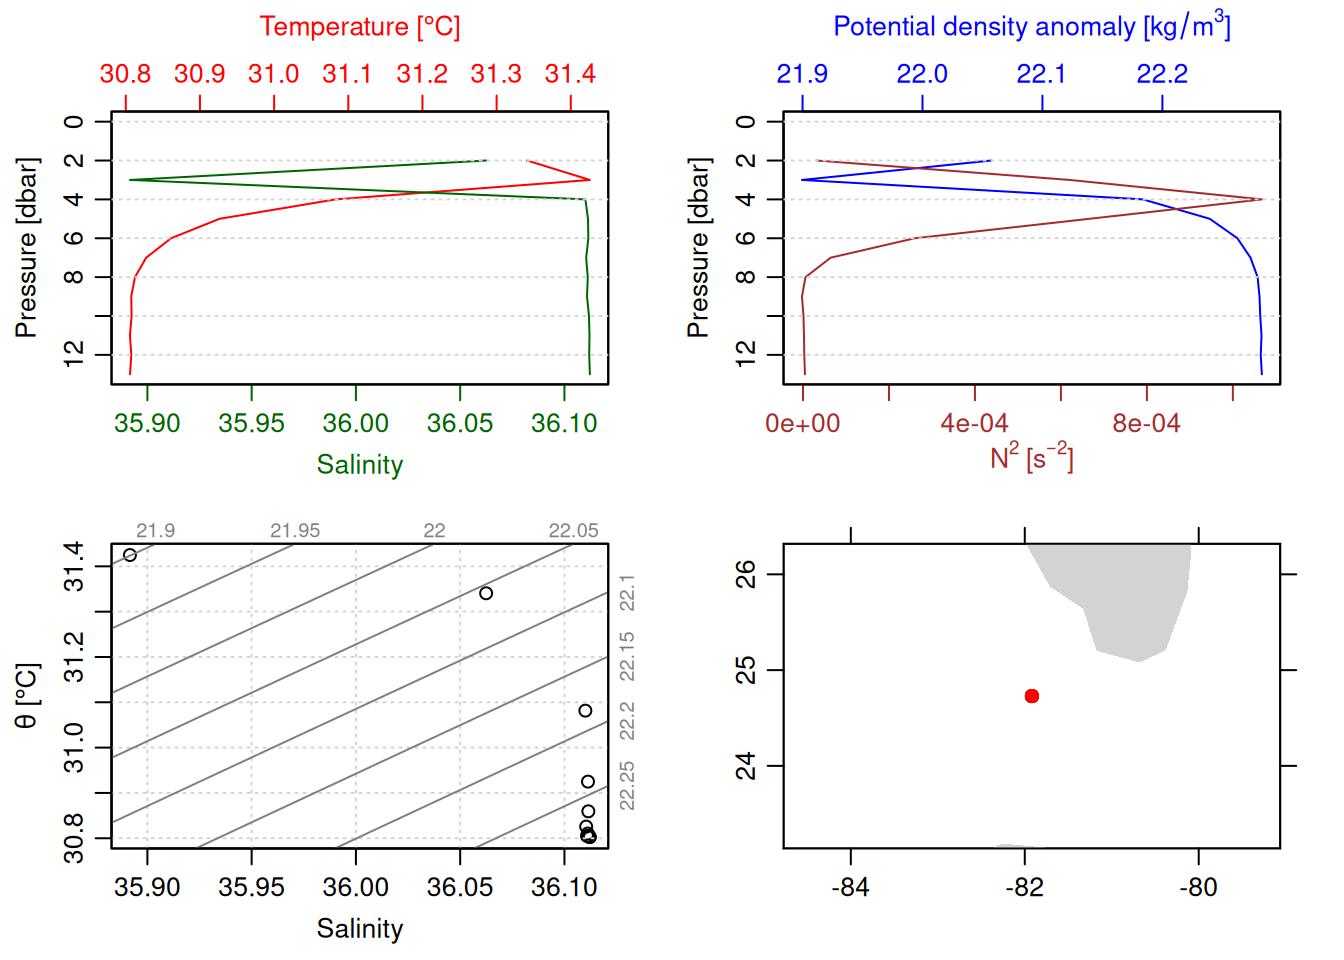 Temperature [°C]
30.8 30.9 31.0 31.1 31.2 31.3 31.4
Pressure [dbar]
0
2
4
6
8
12
35.90 35.95 36.00 36.05 36.10
Salinity
Potential density anomaly [kg/m³]
21.9 22.0 22.1 22.2
Pressure [dbar]
0
2
4
6
8
12
0e+00 4e-04 8e-04
N² [s⁻²]
21.9 21.95 22 22.05
θ [°C]
31.4
31.2
31.0
30.8
22.1
22.15
22.2
22.25
35.90 35.95 36.00 36.05 36.10
Salinity
26
25
24
-84 -82 -80